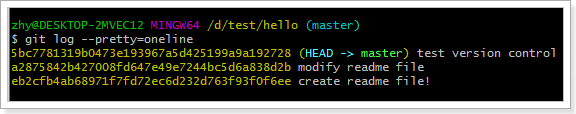 zhy@DESKTOP-2MVEC12 MINGW64 /d/test/hello (master)
$ git log --pretty=oneline
5bc7781319b0473e193967a5d425199a9a192728 (HEAD -> master) test version control
a2875842b427008fd647e49e7244bc5d6a838d2b modify readme file
eb2cfb4ab68971f7fd72ec6d232d763f93f0f6ee create readme file!